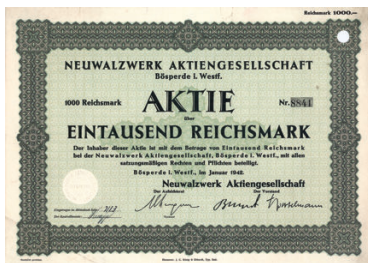 Reichsmark 1000.—
NEUWALZWERK AKTIENGESELLSCHAFT
Bösperde i. Westf.
1000 Reichsmark AKTIE Nr. 8841
über
EINTAUSEND REICHSMARK
Der Inhaber dieser Aktie ist mit dem Betrage von Eintausend Reichsmark
bei der Neuwalzwerk Aktiengesellschaft, Bösperde i. Westf., mit allen
satzungsmäßigen Rechten und Pflichten beteiligt.
Bösperde i. Westf., im Januar 1942.
Neuwalzwerk Aktiengesellschaft
Der Aufsichtsrat Der Vorstand